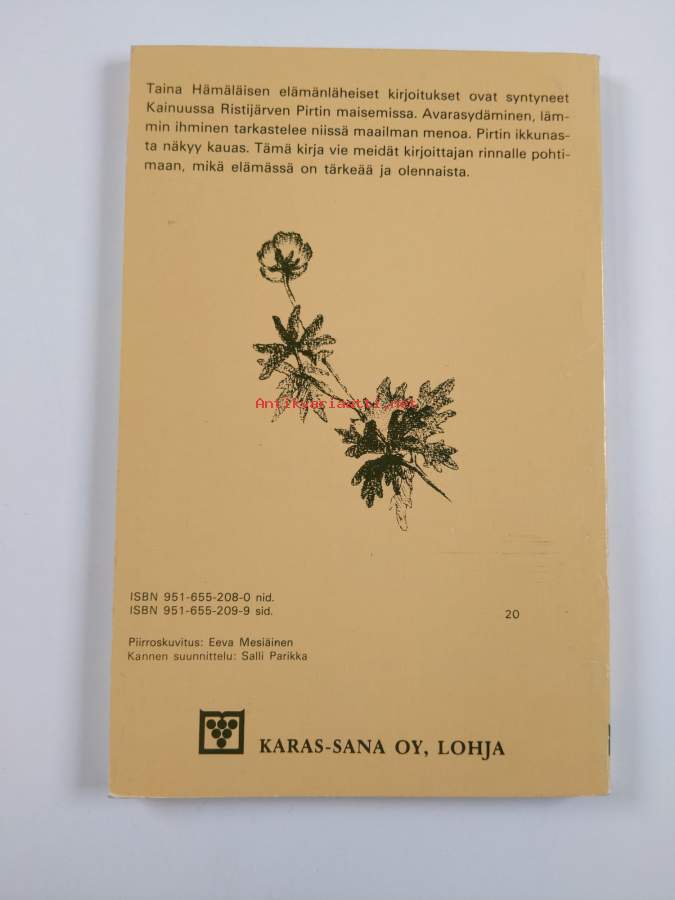 Taina Hämäläisen elämänläheiset kirjoitukset ovat syntyneet
Kainuussa Ristijärven Pirtin maisemissa. Avarasydäminen, läm-
min ihminen tarkastelee niissä maailman menoa. Pirtin ikkunas-
ta näkyy kauas. Tämä kirja vie meidät kirjoittajan rinnalle pohti-
maan, mikä elämässä on tärkeää ja olennaista.
Antikvariaatti.net
ISBN 951-655-208-0 nid.
ISBN 951-655-209-9 sid.
20
Piirroskuvitus: Eeva Mesiäinen
Kannen suunnittelu: Salli Parikka
KARAS-SANA OY, LOHJA